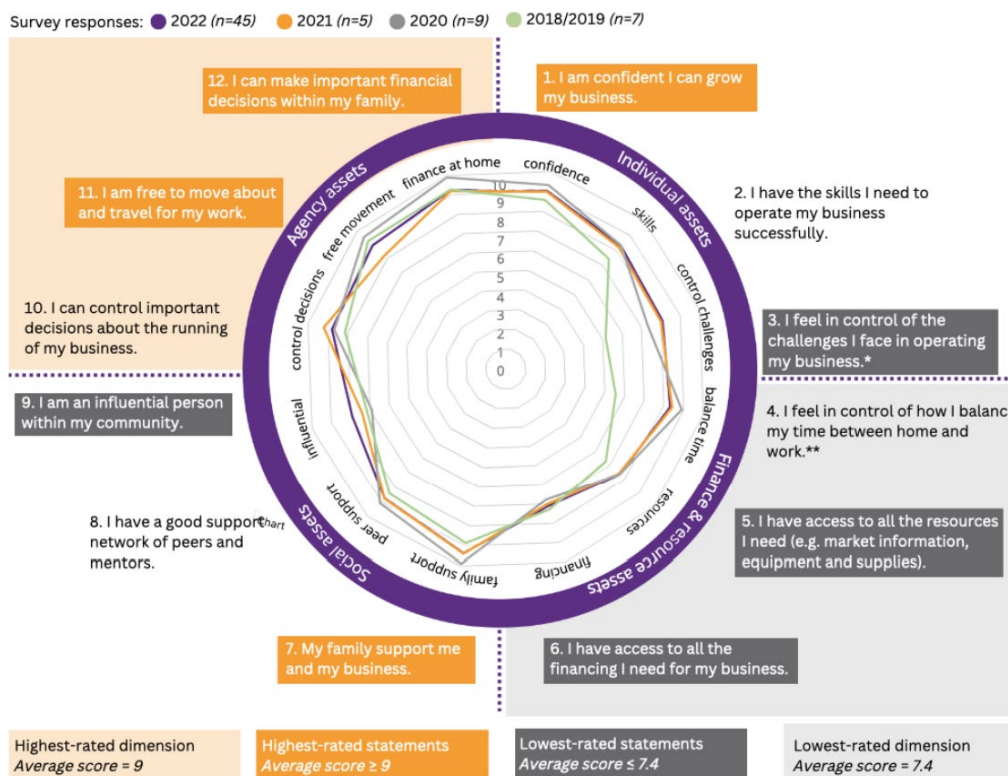 Survey responses: 2022 (n=45) 2021 (n=5) 2020 (n=9) 2018/2019 (n=7)
12. I can make important financial
decisions within my family.
1. I am confident I can grow
my business.
11. I am free to move about
and travel for my work.
2. I have the skills I need to
operate my business
successfully.
10. I can control important
decisions about the running
of my business.
3. I feel in control of the
challenges I face in operating
my business.*
9. I am an influential person
within my community.
4. I feel in control of how I balanc
my time between home and
work.**
8. I have a good support
network of peers and
mentors.
chart
5. I have access to all the resources
I need (e.g. market information,
equipment and supplies).
7. My family support me
and my business.
6. I have access to all the
financing I need for my business.
Agency assets
Individual assets
Finance & resource assets
Social assets
finance at home
confidence
skills
control challenges
balance time
resources
financing
family support
peer support
influential
control decisions
free movement
10
9
8
7
6
5
4
3
2
1
0
Highest-rated dimension
Average score = 9
Highest-rated statements
Average score ≥ 9
Lowest-rated statements
Average score ≤ 7.4
Lowest-rated dimension
Average score = 7.4